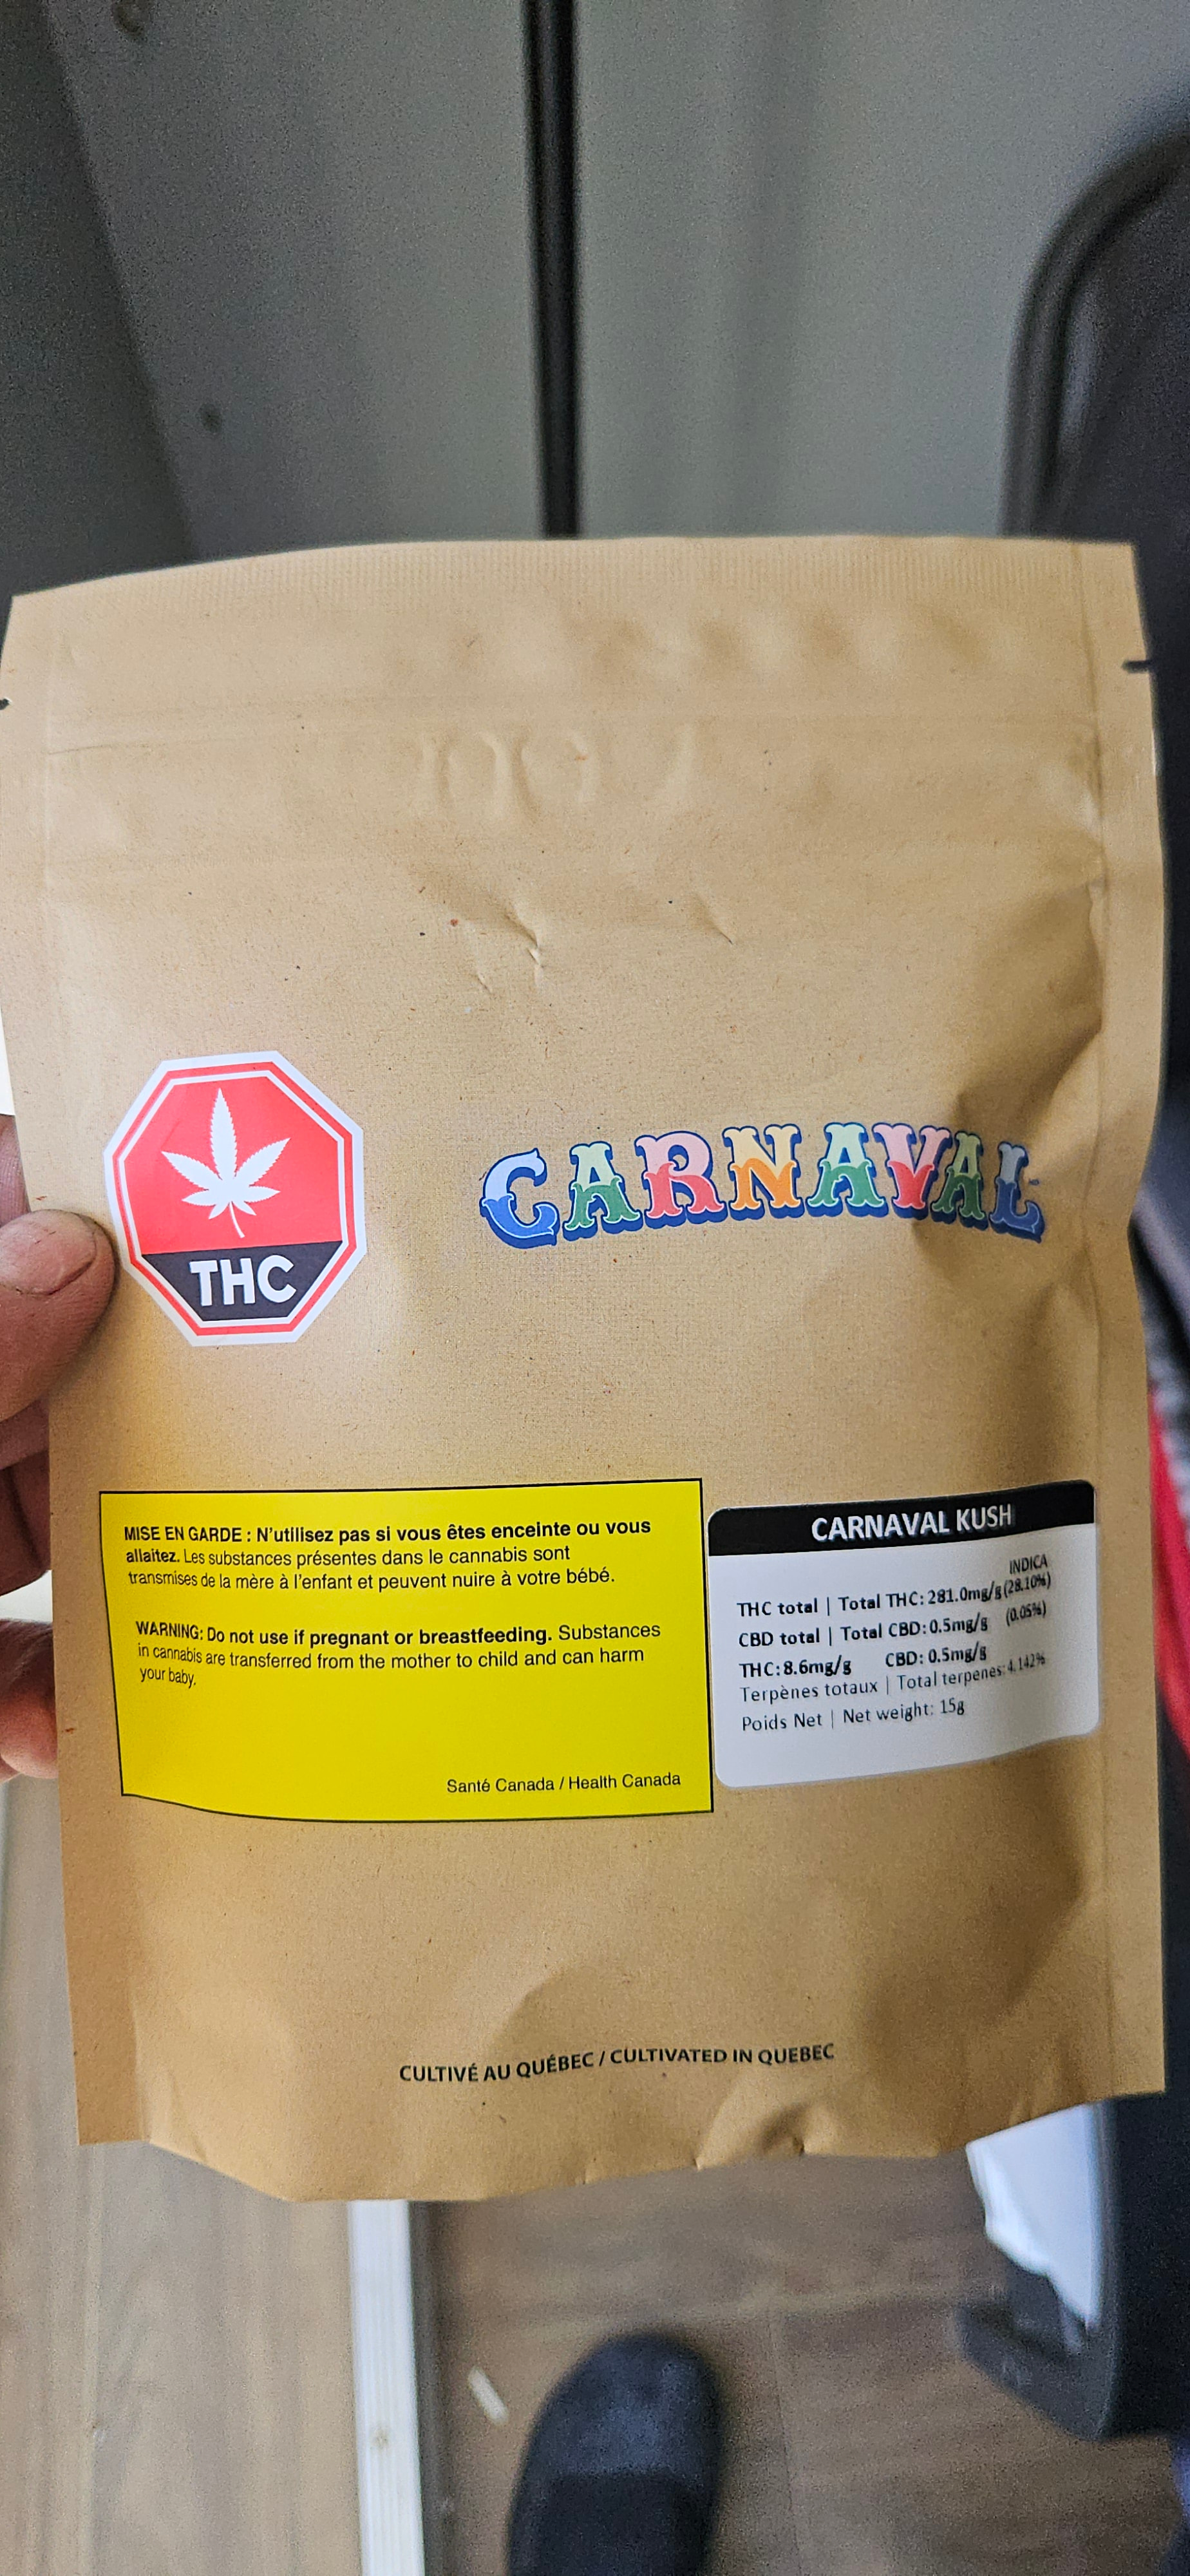 THC
CARNAVAL
MISE EN GARDE : N'utilisez pas si vous êtes enceinte ou vous
allaitez. Les substances présentes dans le cannabis sont
transmises de la mère à l'enfant et peuvent nuire à votre bébé.
WARNING: Do not use if pregnant or breastfeeding. Substances
in cannabis are transferred from the mother to child and can harm
your baby.
Santé Canada / Health Canada
CARNAVAL KUSH
INDICA
THC total | Total THC: 281.0mg/g (28.10%)
CBD total | Total CBD: 0.5mg/g (0.05%)
THC: 8.6mg/g CBD: 0.5mg/g
Terpènes totaux | Total terpenes: 4.142%
Poids Net | Net weight: 15g
CULTIVÉ AU QUÉBEC / CULTIVATED IN QUEBEC